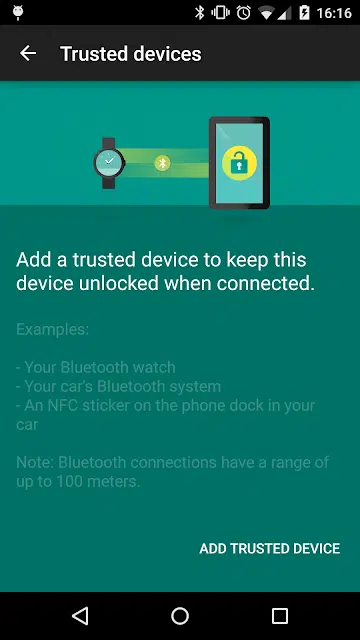 16:16
Trusted devices
Add a trusted device to keep this
device unlocked when connected.
Examples:
- Your Bluetooth watch
- Your car's Bluetooth system
- An NFC sticker on the phone dock in your
car
Note: Bluetooth connections have a range of
up to 100 meters.
ADD TRUSTED DEVICE